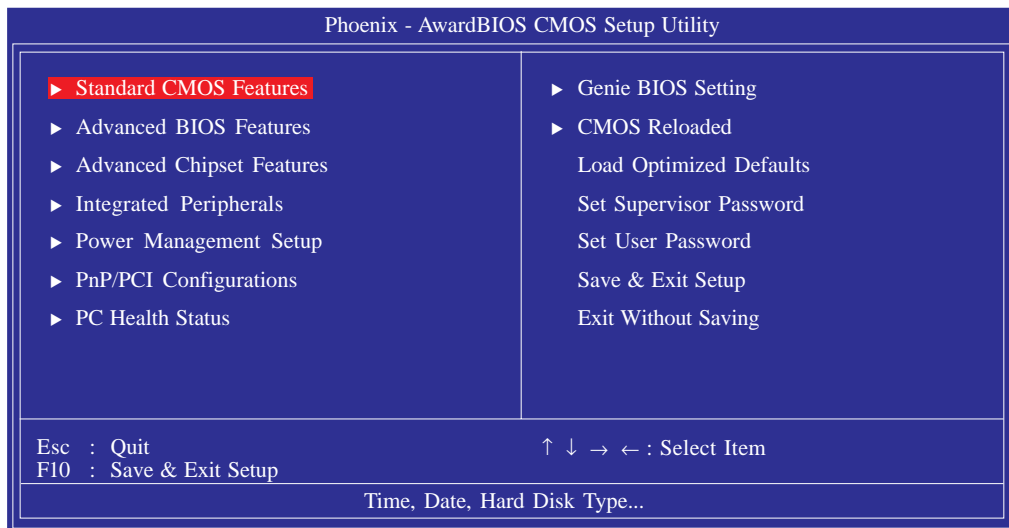 Phoenix - AwardBIOS CMOS Setup Utility
▶ Standard CMOS Features
▶ Advanced BIOS Features
▶ Advanced Chipset Features
▶ Integrated Peripherals
▶ Power Management Setup
▶ PnP/PCI Configurations
▶ PC Health Status
▶ Genie BIOS Setting
▶ CMOS Reloaded
Load Optimized Defaults
Set Supervisor Password
Set User Password
Save & Exit Setup
Exit Without Saving
Esc : Quit
F10 : Save & Exit Setup
↑ ↓ → ← : Select Item
Time, Date, Hard Disk Type...